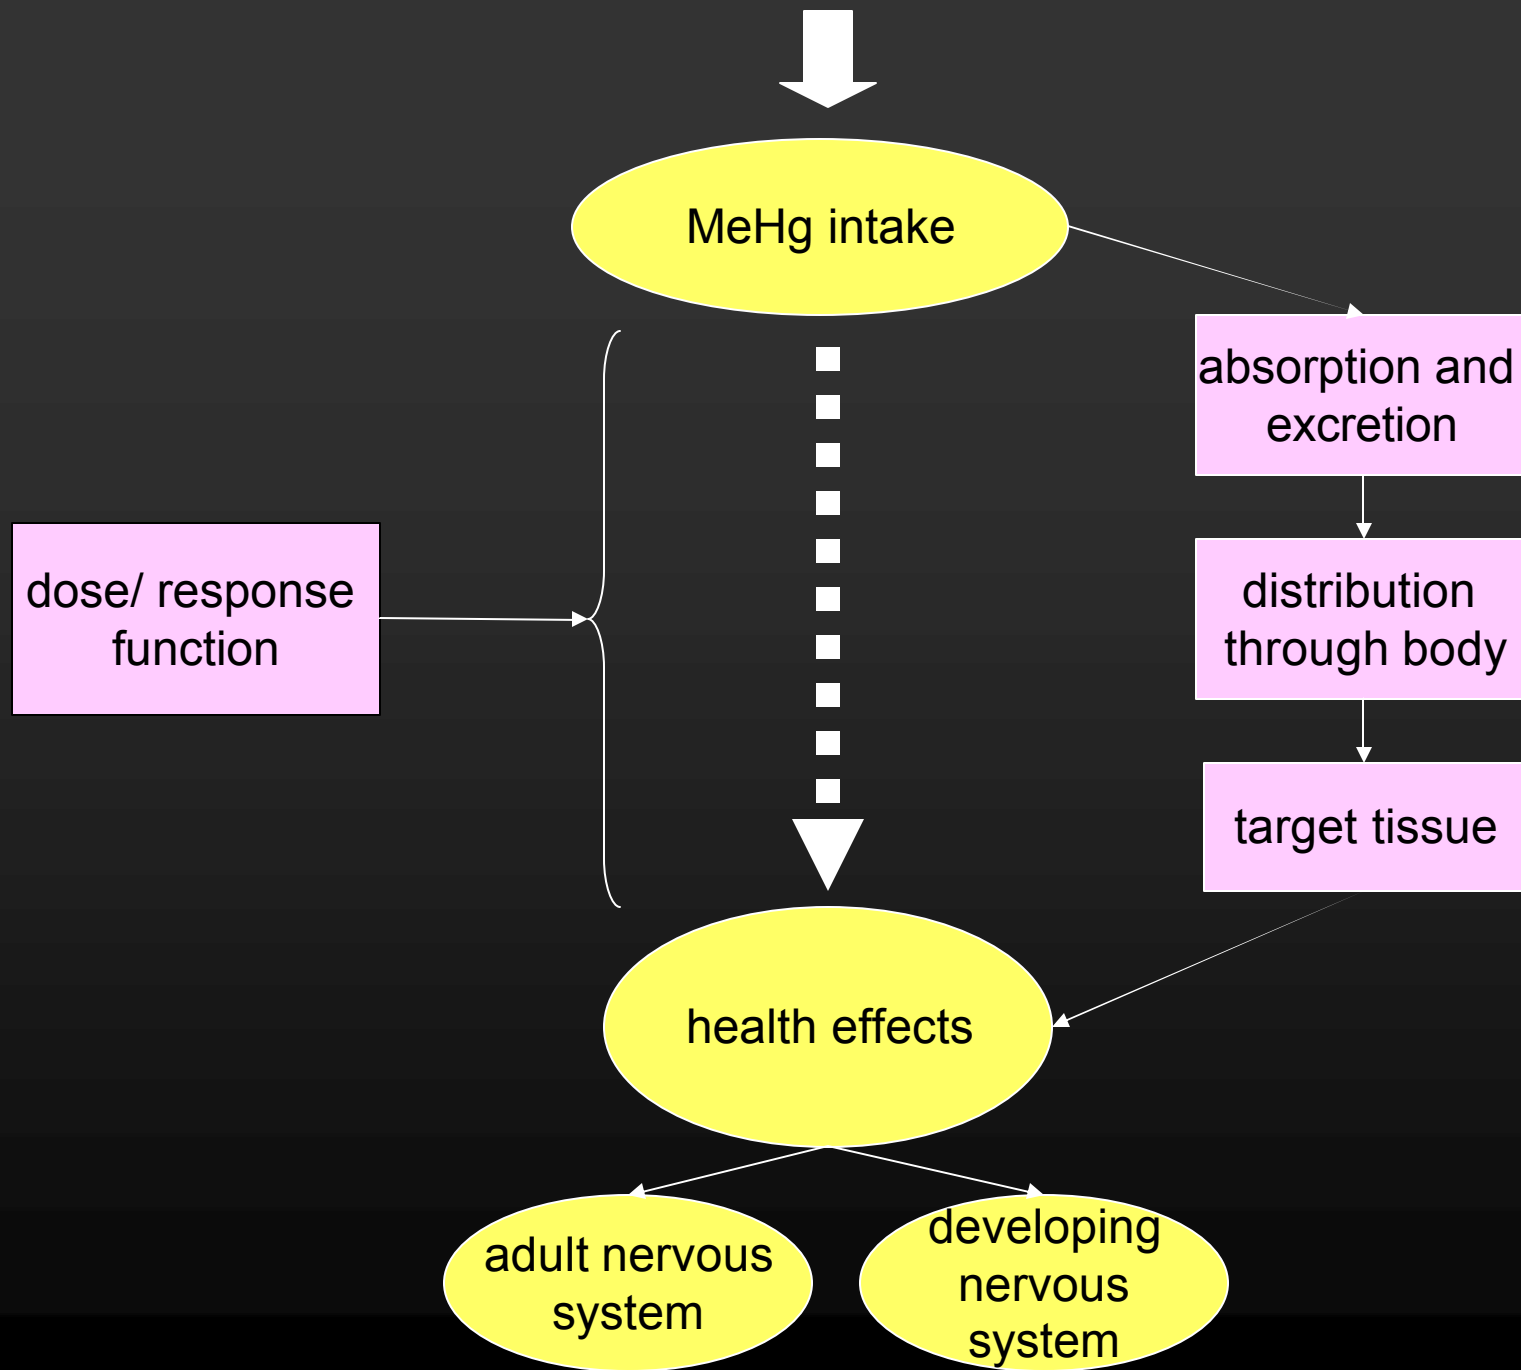 MeHg intake
absorption and
excretion
dose/ response
function
distribution
through body
target tissue
health effects
adult nervous
system
developing
nervous
system